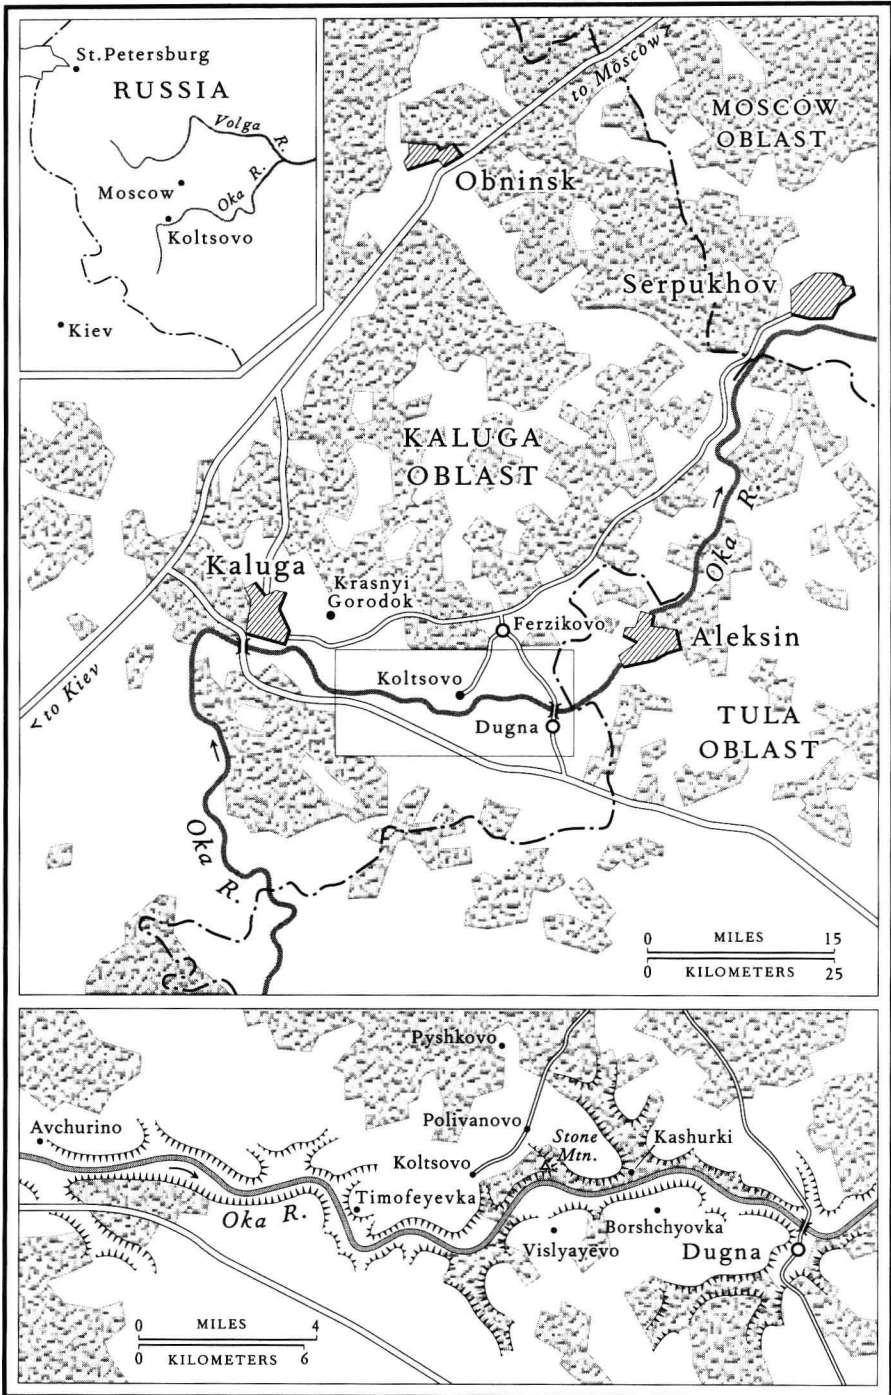 St.Petersburg
RUSSIA
Volga R.
Moscow
Oka R.
Koltsovo
Kiev
to Moscow >
MOSCOW
OBLAST
Obninsk
Serpukhov
KALUGA
OBLAST
Oka R.
Kaluga
Krasnyi
Gorodok
Ferzikovo
Aleksin
< to Kiev
Koltsovo
Dugna
TULA
OBLAST
Oka R.
0 MILES 15
0 KILOMETERS 25
Pyshkovo
Polivanovo
Avchurino
Stone
Mtn.
Kashurki
Koltsovo
Timofeyevka
Oka R.
Borshchyovka
Vislyayevo
Dugna
0 MILES 4
0 KILOMETERS 6